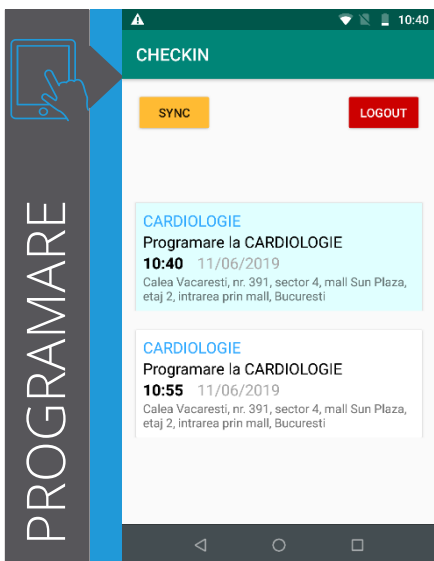 PROGRAMARE
10:40
CHECKIN
SYNC
LOGOUT
CARDIOLOGIE
Programare la CARDIOLOGIE
10:40 11/06/2019
Calea Vacaresti, nr. 391, sector 4, mall Sun Plaza,
etaj 2, intrarea prin mall, Bucuresti
CARDIOLOGIE
Programare la CARDIOLOGIE
10:55 11/06/2019
Calea Vacaresti, nr. 391, sector 4, mall Sun Plaza,
etaj 2, intrarea prin mall, Bucuresti